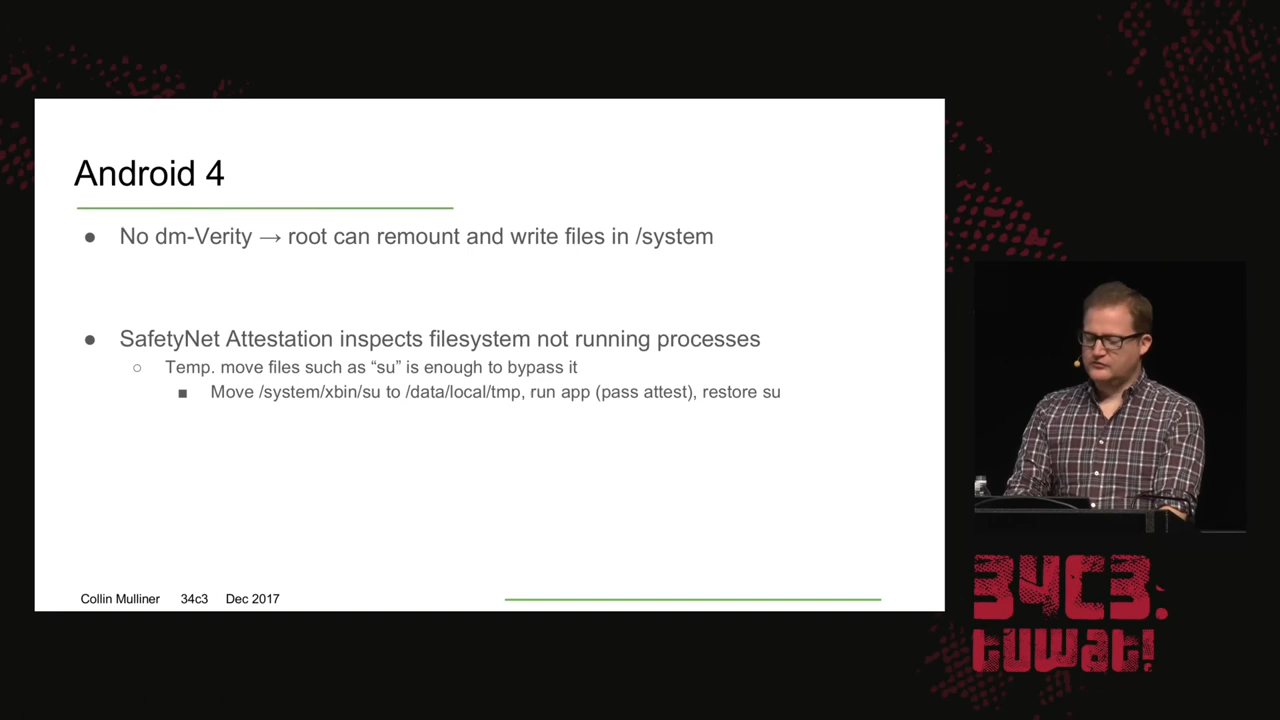 Android 4
● No dm-Verity → root can remount and write files in /system
● SafetyNet Attestation inspects filesystem not running processes
○ Temp. move files such as “su” is enough to bypass it
■ Move /system/xbin/su to /data/local/tmp, run app (pass attest), restore su
Collin Mulliner 34c3 Dec 2017
34C3.
tuwat!